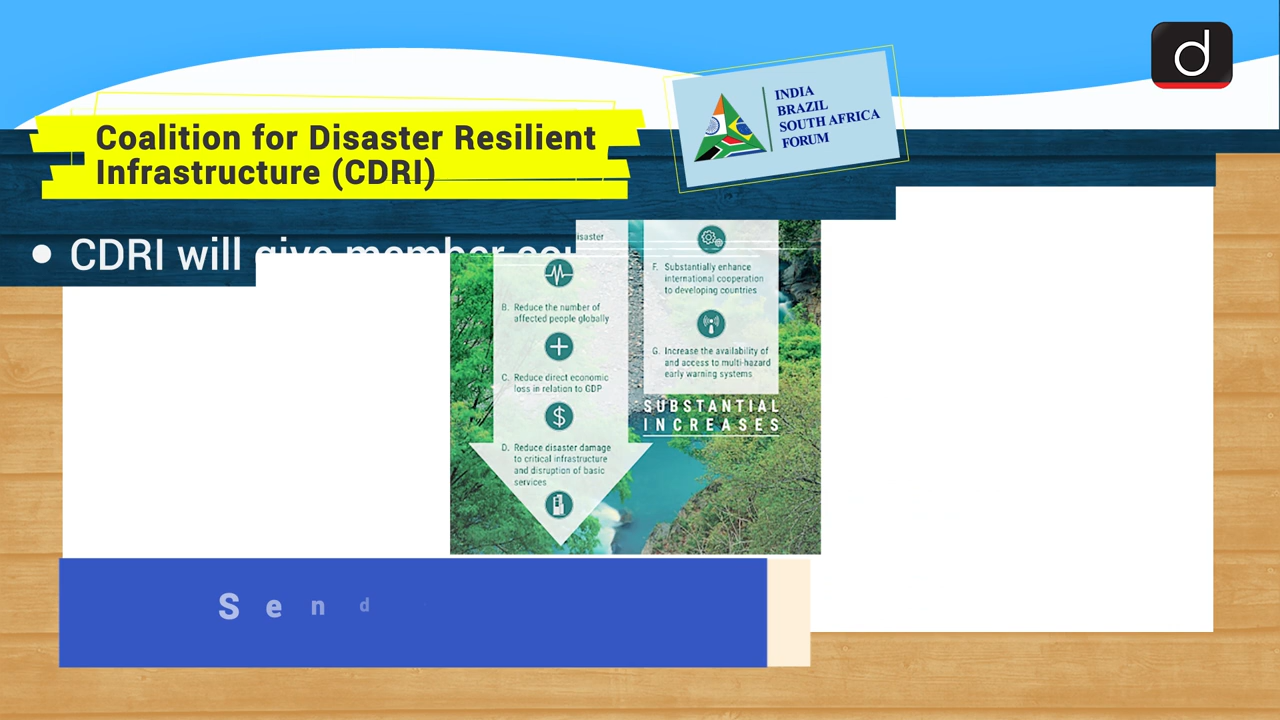 d
INDIA
BRAZIL
SOUTH AFRICA
FORUM
Coalition for Disaster Resilient
Infrastructure (CDRI)
CDRI will give member
B. Reduce the number of
affected people globally
C. Reduce direct economic
loss in relation to GDP
D. Reduce disaster damage
to critical infrastructure
and disruption of basic
services
F. Substantially enhance
international cooperation
to developing countries
G. Increase the availability of
and access to multi-hazard
early warning systems
SUBSTANTIAL
INCREASES
Send